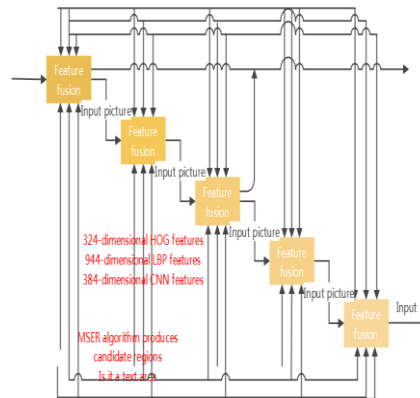 Feature
fusion
Input picture
Feature
fusion
Input picture
Feature
fusion
Input picture
324-dimensional HOG features
944-dimensional LBP features
384-dimensional CNN features
Feature
fusion
Input picture
Feature
fusion
Input
MSER algorithm produces
candidate regions
Is it a text area